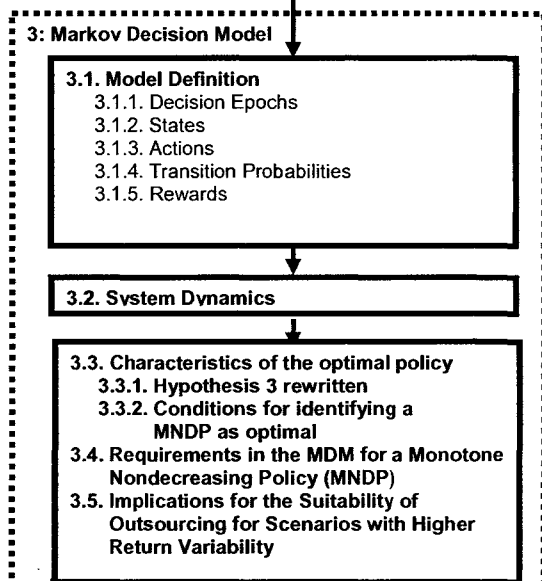 3: Markov Decision Model
3.1. Model Definition
3.1.1. Decision Epochs
3.1.2. States
3.1.3. Actions
3.1.4. Transition Probabilities
3.1.5. Rewards
3.2. System Dynamics
3.3. Characteristics of the optimal policy
3.3.1. Hypothesis 3 rewritten
3.3.2. Conditions for identifying a
MNDP as optimal
3.4. Requirements in the MDM for a Monotone
Nondecreasing Policy (MNDP)
3.5. Implications for the Suitability of
Outsourcing for Scenarios with Higher
Return Variability